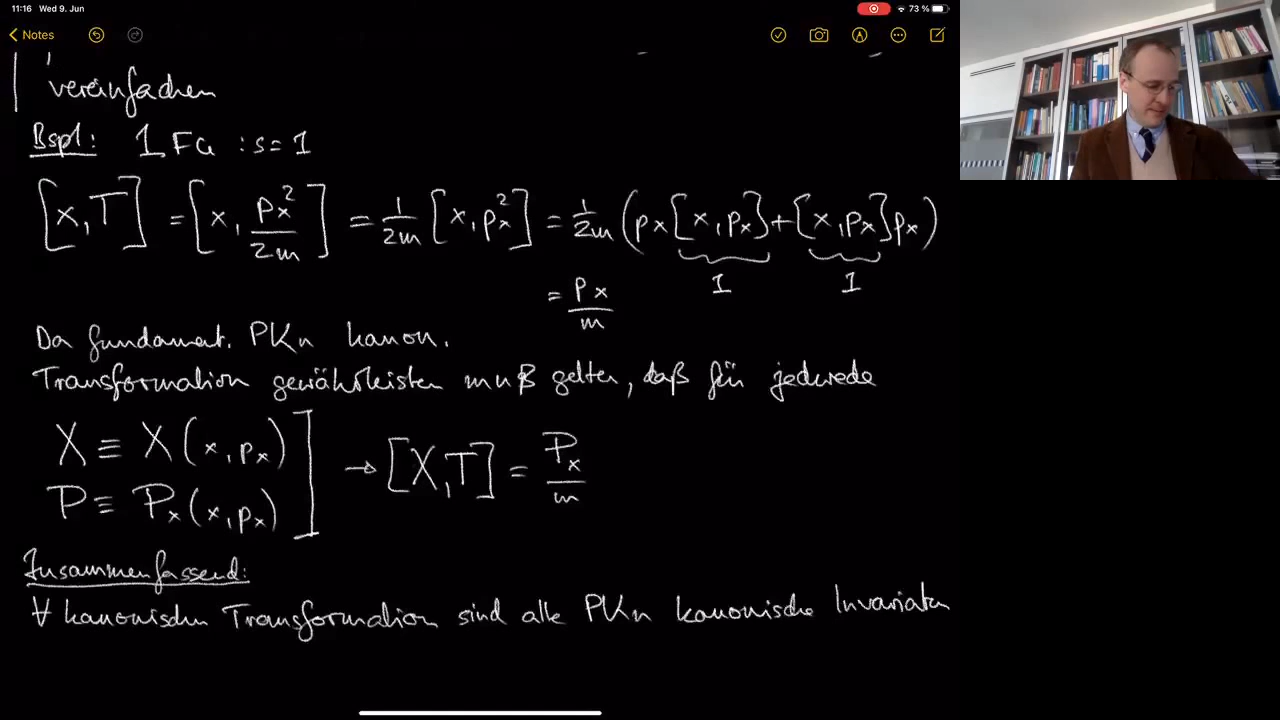 11:16 Wed 9. Jun 73 %
Notes
vereinfachen
Bspl.: 1 FG : s = 1
[x, T] = [x, px²/2m] = 1/2m [x, px²] = 1/2m (px [x, px] + [x, px] px)
1 1
= px/m
Da fundament. PKn kanon.
Transformation gewährleisten muß gelten, daß für jedwede
X ≡ X(x, px)
P ≡ Px(x, px)
→ [X, T] = Px/m
Zusammenfassend:
∀ kanonischen Transformation sind alle PKn kanonische Invarianten